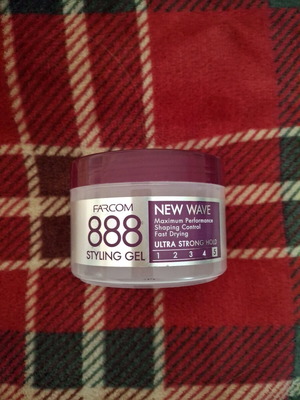 FARCOM
888
STYLING GEL
NEW WAVE
Maximum Performance
Shaping Control
Fast Drying
ULTRA STRONG HOLD
1 2 3 4 5